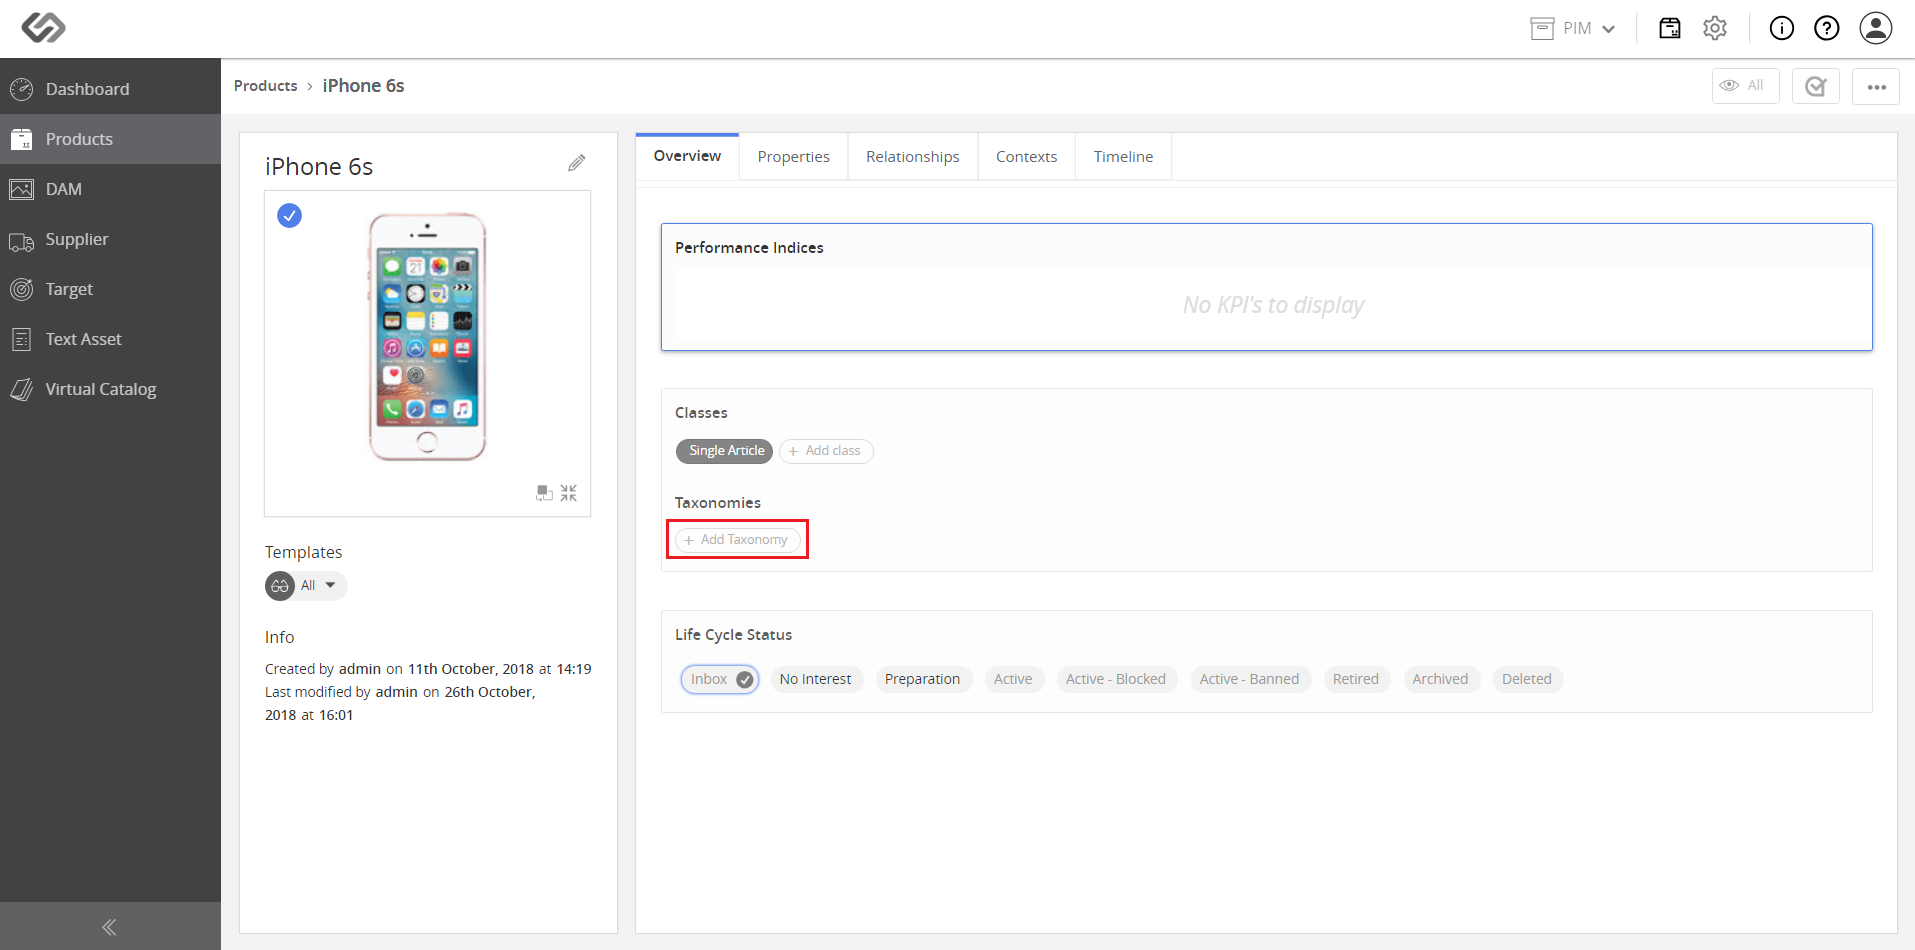 PIM
Dashboard
Products
DAM
Supplier
Target
Text Asset
Virtual Catalog
Products › iPhone 6s
All
iPhone 6s
Templates
All
Info
Created by admin on 11th October, 2018 at 14:19
Last modified by admin on 26th October,
2018 at 16:01
Overview
Properties
Relationships
Contexts
Timeline
Performance Indices
No KPI's to display
Classes
Single Article
+ Add class
Taxonomies
+ Add Taxonomy
Life Cycle Status
Inbox
No Interest
Preparation
Active
Active - Blocked
Active - Banned
Retired
Archived
Deleted